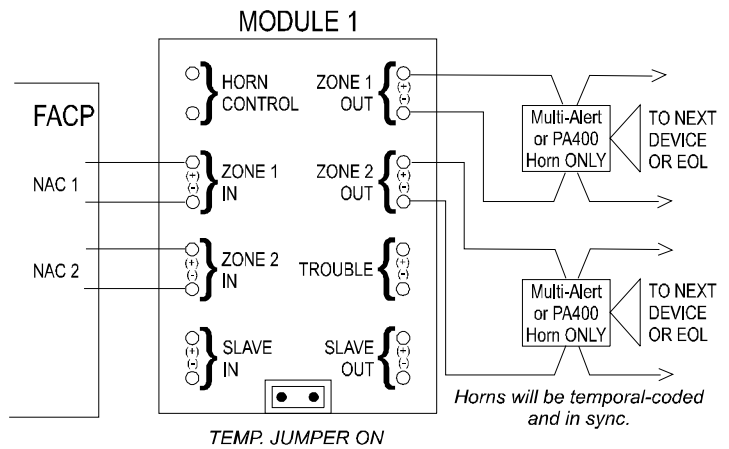 MODULE 1
FACP
NAC 1
NAC 2
HORN
CONTROL
ZONE 1
IN
(+)
(-)
ZONE 2
IN
(+)
(-)
SLAVE
IN
(+)
(-)
ZONE 1
OUT
(+)
(-)
ZONE 2
OUT
(+)
(-)
TROUBLE
(+)
(-)
SLAVE
OUT
(+)
(-)
Multi-Alert
or PA400
Horn ONLY
TO NEXT
DEVICE
OR EOL
Multi-Alert
or PA400
Horn ONLY
TO NEXT
DEVICE
OR EOL
Horns will be temporal-coded
and in sync.
TEMP. JUMPER ON